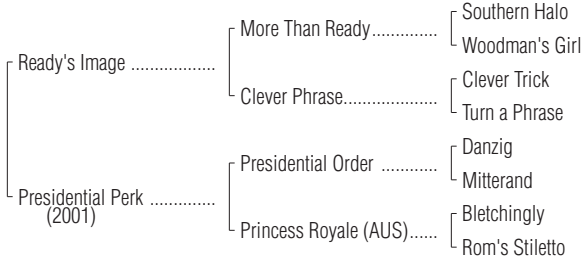 Southern Halo
More Than Ready..............
Woodman's Girl
Ready's Image ..................
Clever Trick
Clever Phrase....................
Turn a Phrase
Danzig
Presidential Order ............
Mitterand
Presidential Perk ..............
(2001)
Bletchingly
Princess Royale (AUS)......
Rom's Stiletto